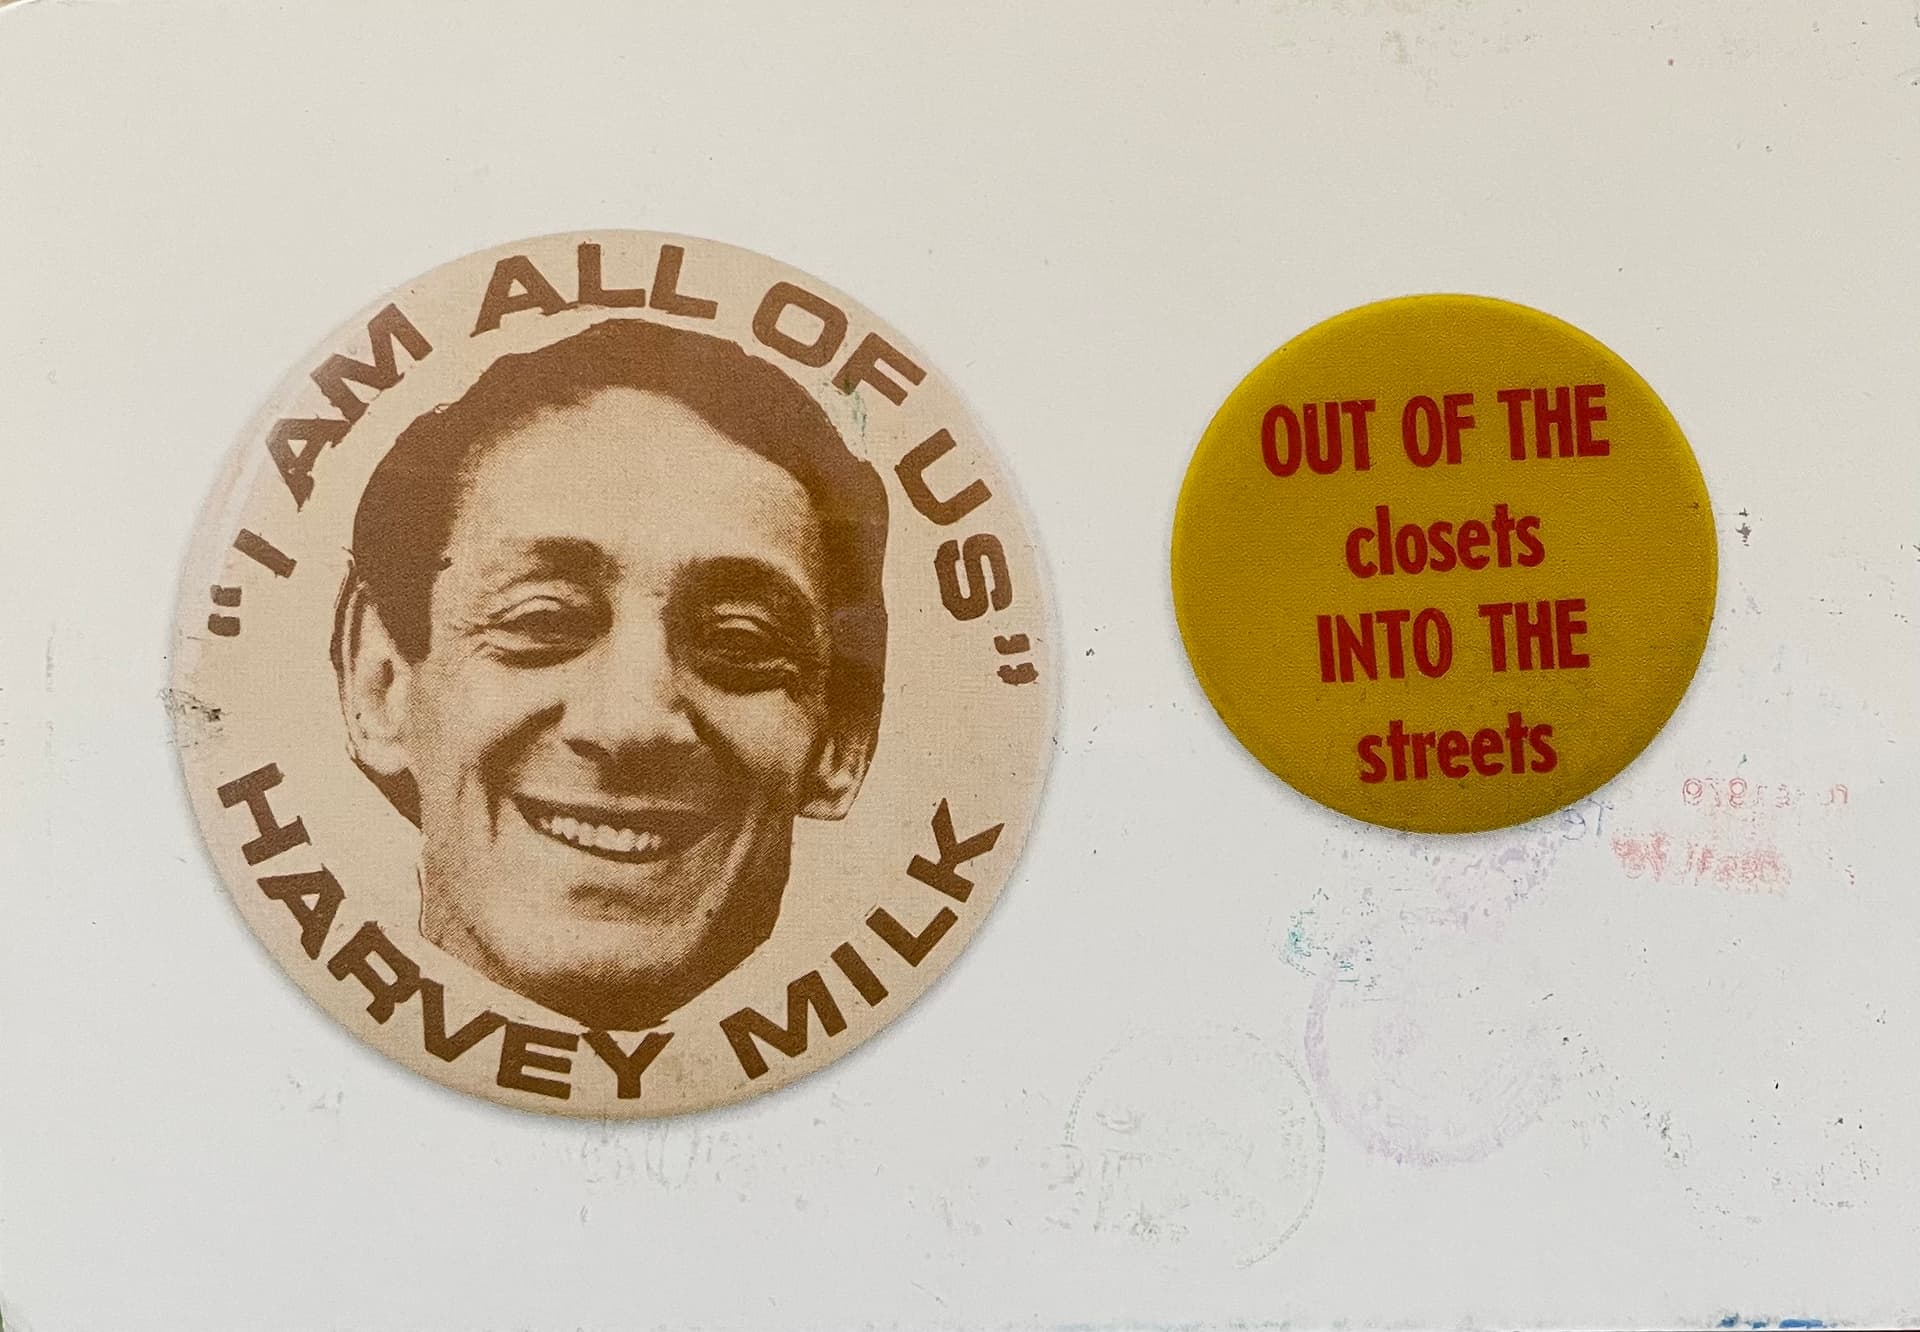 "I AM ALL OF US"
HARVEY MILK
OUT OF THE
closets
INTO THE
streets